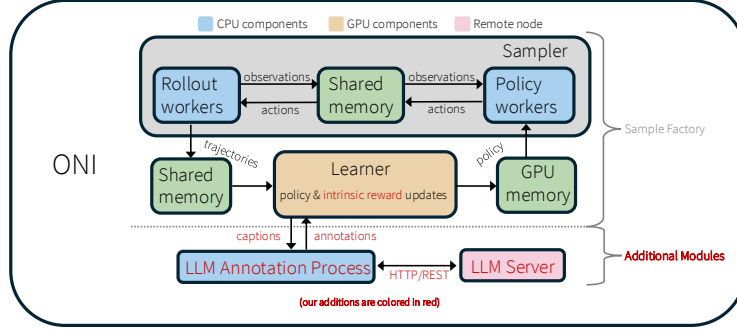 CPU components
GPU components
Remote node
Sampler
Rollout
workers
observations
actions
Shared
memory
observations
actions
Policy
workers
trajectories
policy
Sample Factory
ONI
Shared
memory
Learner
policy & intrinsic reward updates
GPU
memory
captions
annotations
LLM Annotation Process
HTTP/REST
LLM Server
Additional Modules
(our additions are colored in red)